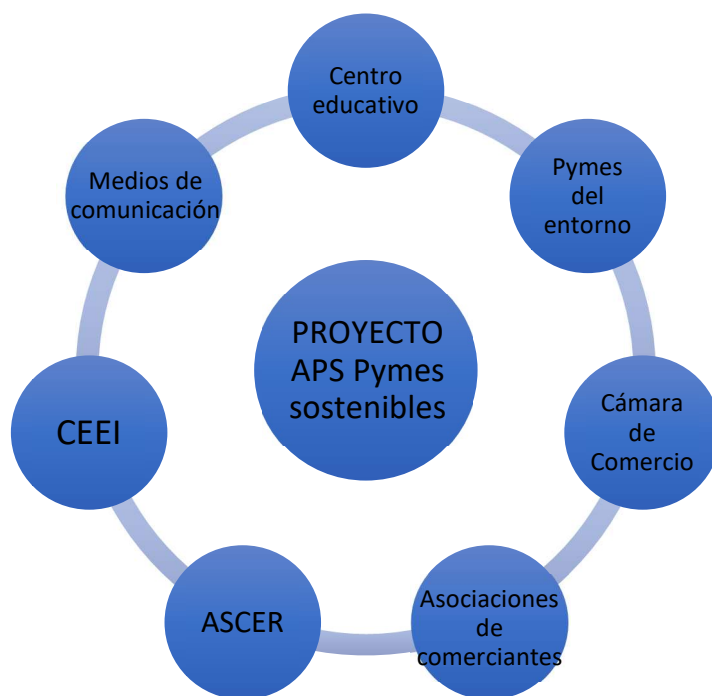 Centro
educativo
Pymes
del
entorno
Cámara
de
Comercio
Asociaciones
de
comerciantes
ASCER
CEEI
Medios de
comunicación
PROYECTO
APS Pymes
sostenibles